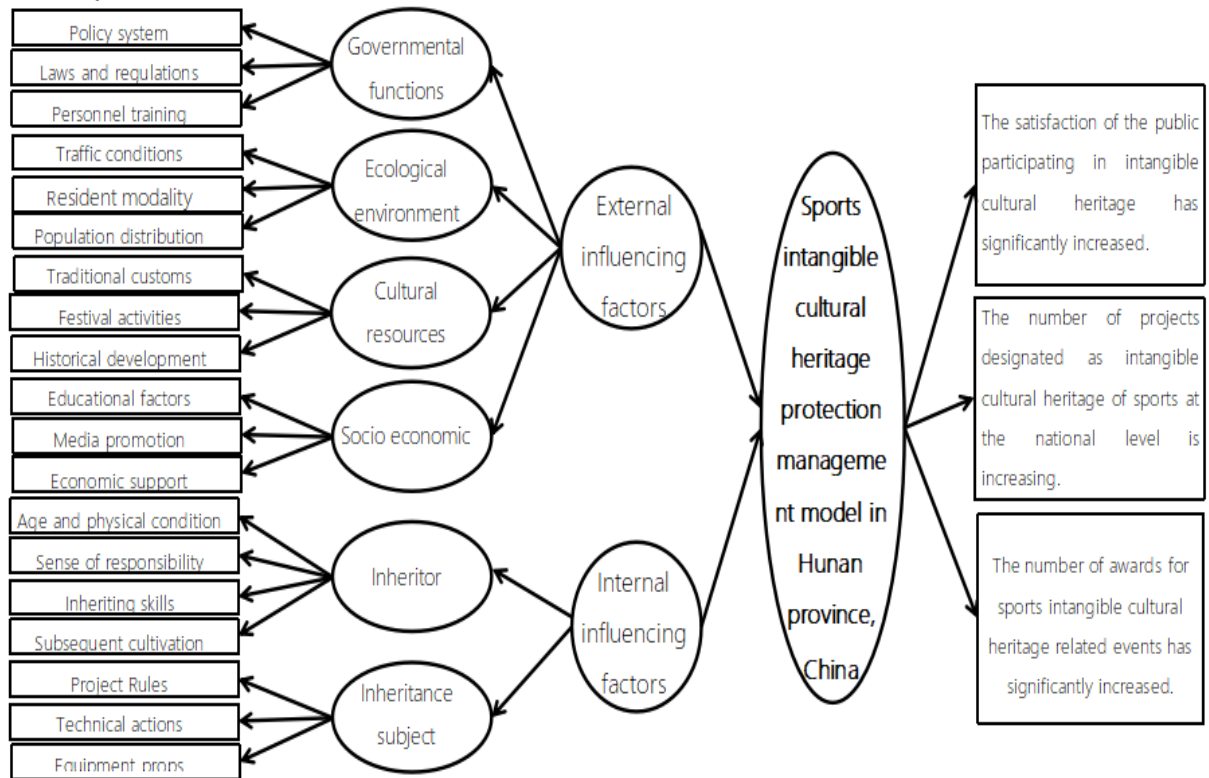 Policy system
Laws and regulations
Personnel training
Traffic conditions
Resident modality
Population distribution
Traditional customs
Festival activities
Historical development
Educational factors
Media promotion
Economic support
Age and physical condition
Sense of responsibility
Inheriting skills
Subsequent cultivation
Project Rules
Technical actions
Equipment props
Governmental
functions
Ecological
environment
Cultural
resources
Socio economic
Inheritor
Inheritance
subject
External
influencing
factors
Internal
influencing
factors
Sports
intangible
cultural
heritage
protection
manageme
nt model in
Hunan
province,
China
The satisfaction of the public
participating in intangible
cultural heritage has
significantly increased.
The number of projects
designated as intangible
cultural heritage of sports at
the national level is
increasing.
The number of awards for
sports intangible cultural
heritage related events has
significantly increased.